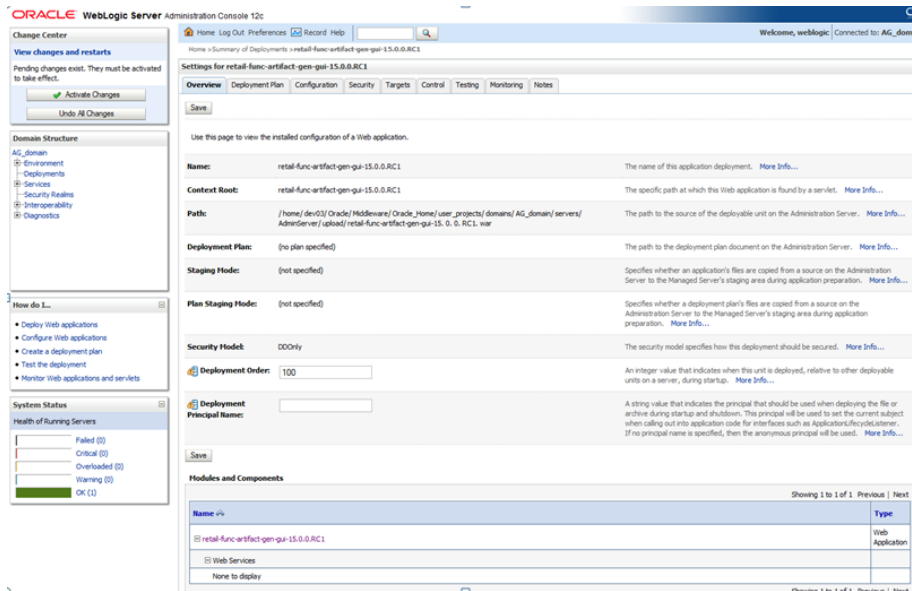 ORACLE WebLogic Server Administration Console 12c
Change Center
View changes and restarts
Pending changes exist. They must be activated
to take effect.
Activate Changes
Undo All Changes
Domain Structure
AG_domain
Environment
Deployments
Services
Security Realms
Interoperability
Diagnostics
How do I...
Deploy Web applications
Configure Web applications
Create a deployment plan
Test the deployment
Monitor Web applications and servlets
System Status
Health of Running Servers
Failed (0)
Critical (0)
Overloaded (0)
Warning (0)
OK (1)
Home Log Out Preferences Record Help
Welcome, weblogic Connected to: AG_dom
Home >Summary of Deployments >retail-func-artifact-gen-gui-15.0.0.RC1
Settings for retail-func-artifact-gen-gui-15.0.0.RC1
Overview Deployment Plan Configuration Security Targets Control Testing Monitoring Notes
Save
Use this page to view the installed configuration of a Web application.
Name: retail-func-artifact-gen-gui-15.0.0.RC1 The name of this application deployment. More Info...
Context Root: retail-func-artifact-gen-gui-15.0.0.RC1 The specific path at which this Web application is found by a servlet. More Info...
Path: /home/dev03/Oracle/Middleware/Oracle_Home/user_projects/domains/AG_domain/servers/ The path to the source of the deployable unit on the Administration Server. More Info...
AdminServer/upload/retail-func-artifact-gen-gui-15. 0. 0. RC1. war
Deployment Plan: (no plan specified) The path to the deployment plan document on the Administration Server. More Info...
Staging Mode: (not specified) Specifies whether an application's files are copied from a source on the Administration
Server to the Managed Server's staging area during application preparation. More Info...
Plan Staging Mode: (not specified) Specifies whether a deployment plan's files are copied from a source on the
Administration Server to the Managed Server's staging area during application
preparation. More Info...
Security Model: DDOnly The security model specifies how this deployment should be secured. More Info...
Deployment Order: 100 An integer value that indicates when this unit is deployed, relative to other deployable
units on a server, during startup. More Info...
Deployment A string value that indicates the principal that should be used when deploying the file or
Principal Name: archive during startup and shutdown. This principal will be used to set the current subject
when calling out into application code for interfaces such as ApplicationLifecycleListener.
If no principal name is specified, then the anonymous principal will be used. More Info...
Save
Modules and Components
Showing 1 to 1 of 1 Previous | Next
Name Type
retail-func-artifact-gen-gui-15.0.0.RC1 Web
Application
Web Services
None to display
Showing 1 to 1 of 1 Previous | Next